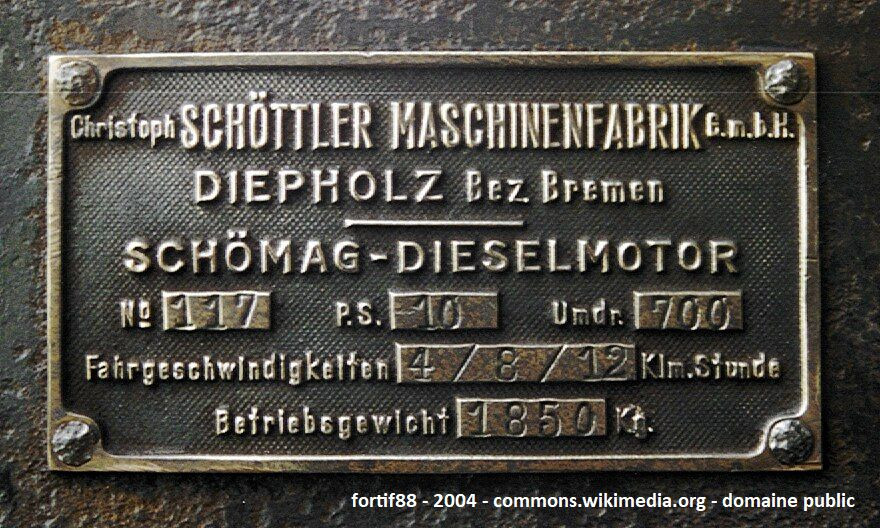 Christoph SCHÖTTLER MASCHINENFABRIK G.m.b.H.
DIEPHOLZ Bez Bremen
SCHÖMAG-DIESELMOTOR
No 117 P.S. 10 Umdr. 700
Fahrgeschwindigkeiten 4 / 8 / 12 Klm.Stunde
Betriebsgewicht 1850 Kg.
fortif88 - 2004 - commons.wikimedia.org - domaine public